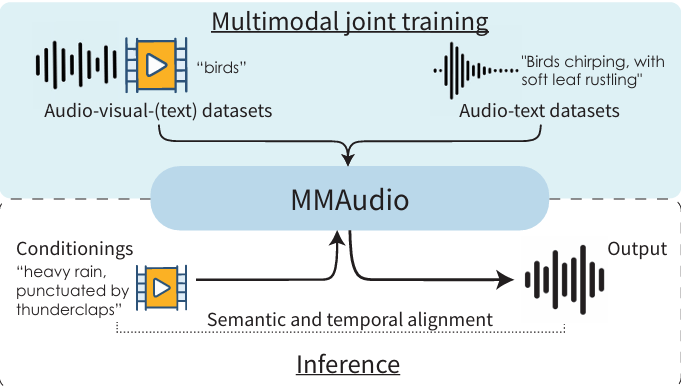 Multimodal joint training
“birds”
"Birds chirping, with
soft leaf rustling"
Audio-visual-(text) datasets
Audio-text datasets
MMAudio
Conditionings
“heavy rain,
punctuated by
thunderclaps”
Output
Semantic and temporal alignment
Inference